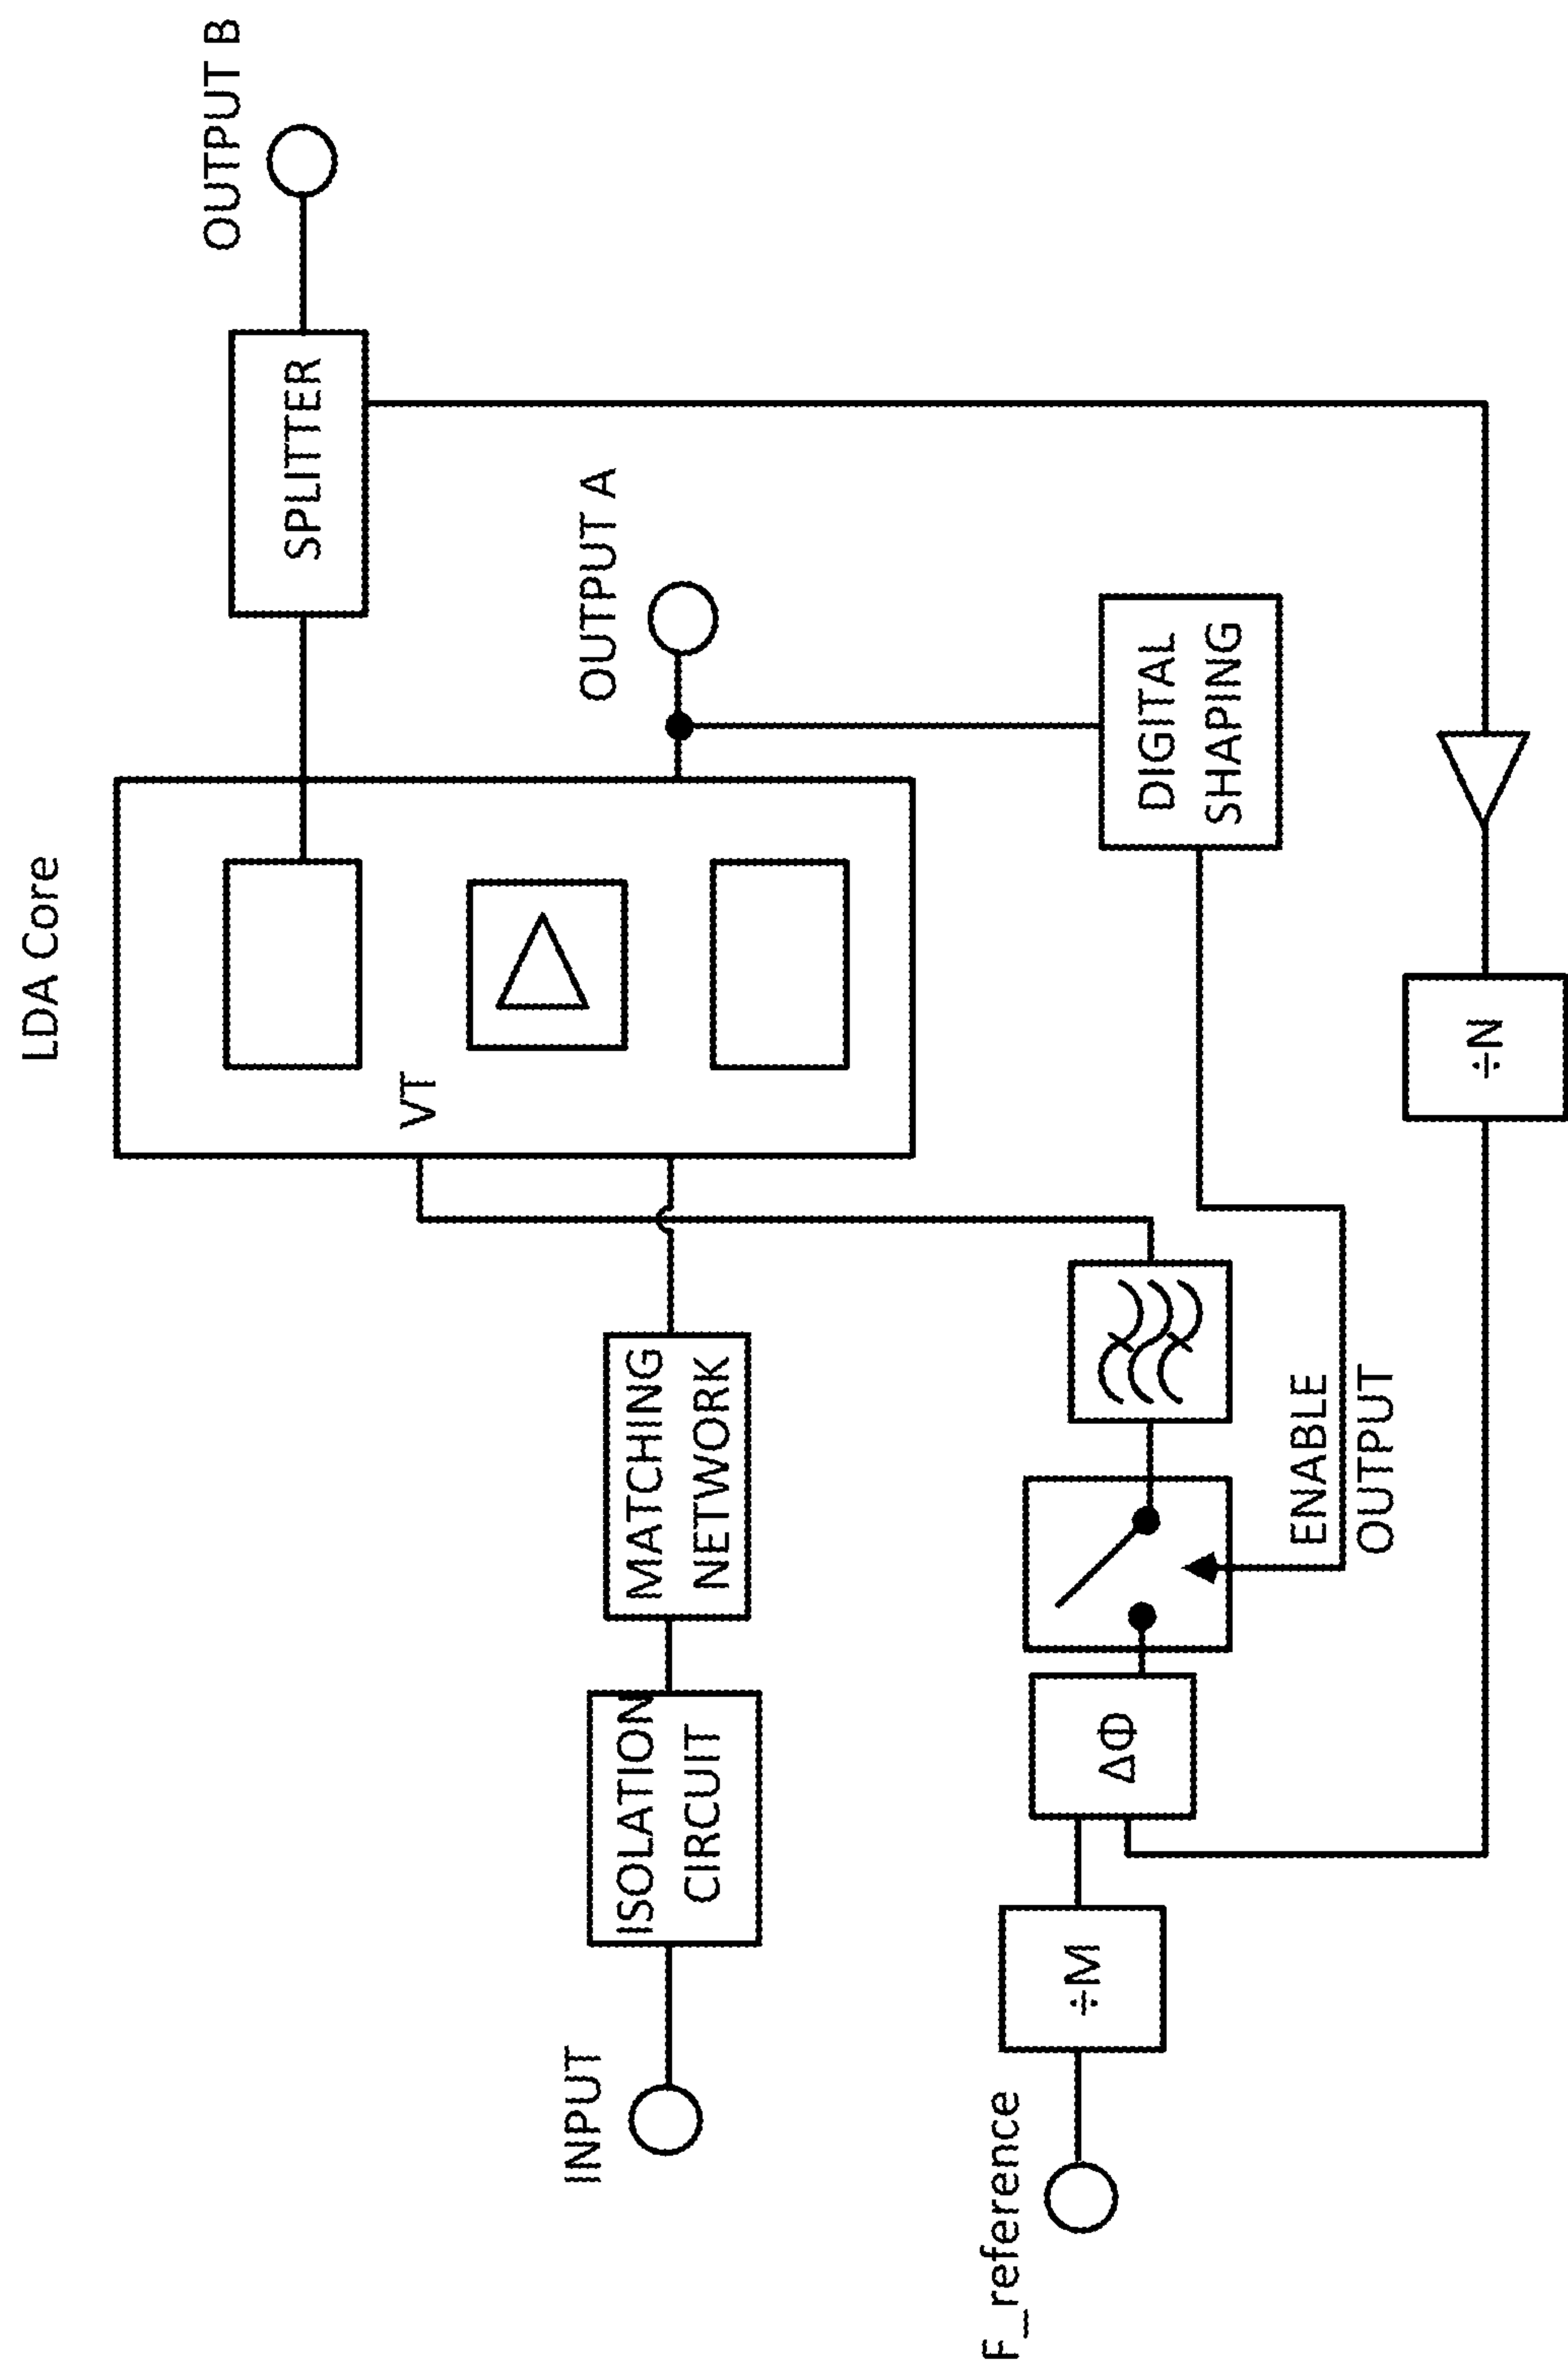 LDA Core
OUTPUT B
SPLITTER
VT
OUTPUT A
INPUT
ISOLATION
CIRCUIT
MATCHING
NETWORK
DIGITAL
SHAPING
F_reference
÷M
ΔΦ
ENABLE
OUTPUT
÷N